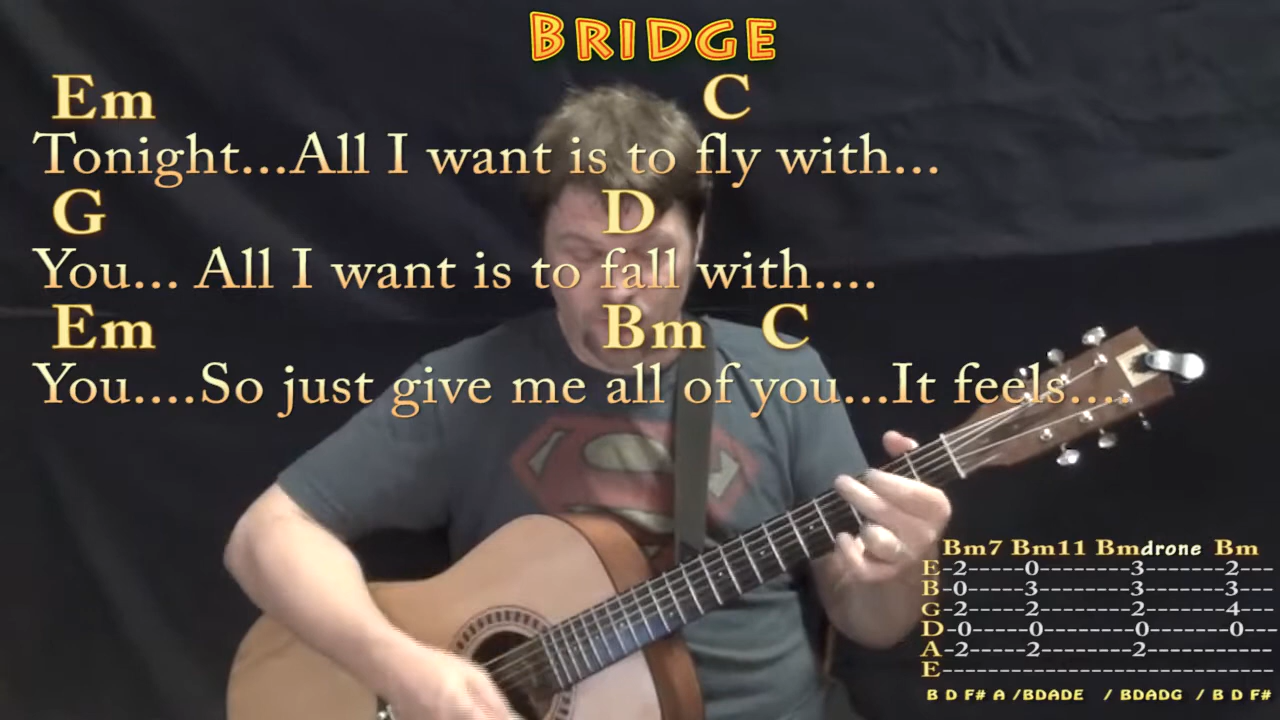 BRIDGE
Em C
Tonight...All I want is to fly with...
G D
You... All I want is to fall with....
Em Bm C
You....So just give me all of you...It feels....
Bm7 Bm11 Bmdrone Bm
E-2-----0--------3-------2---
B-0-----3--------3-------3---
G-2-----2--------2-------4---
D-0-----0--------0-------0---
A-2-----2--------2-----------
E----------------------------
B D F# A /BDADE / BDADG / B D F#